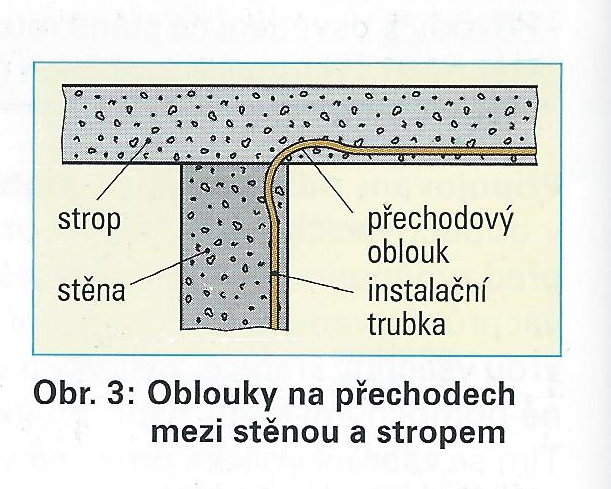 strop
stěna
přechodový
oblouk
instalační
trubka
Obr. 3: Oblouky na přechodech
mezi stěnou a stropem